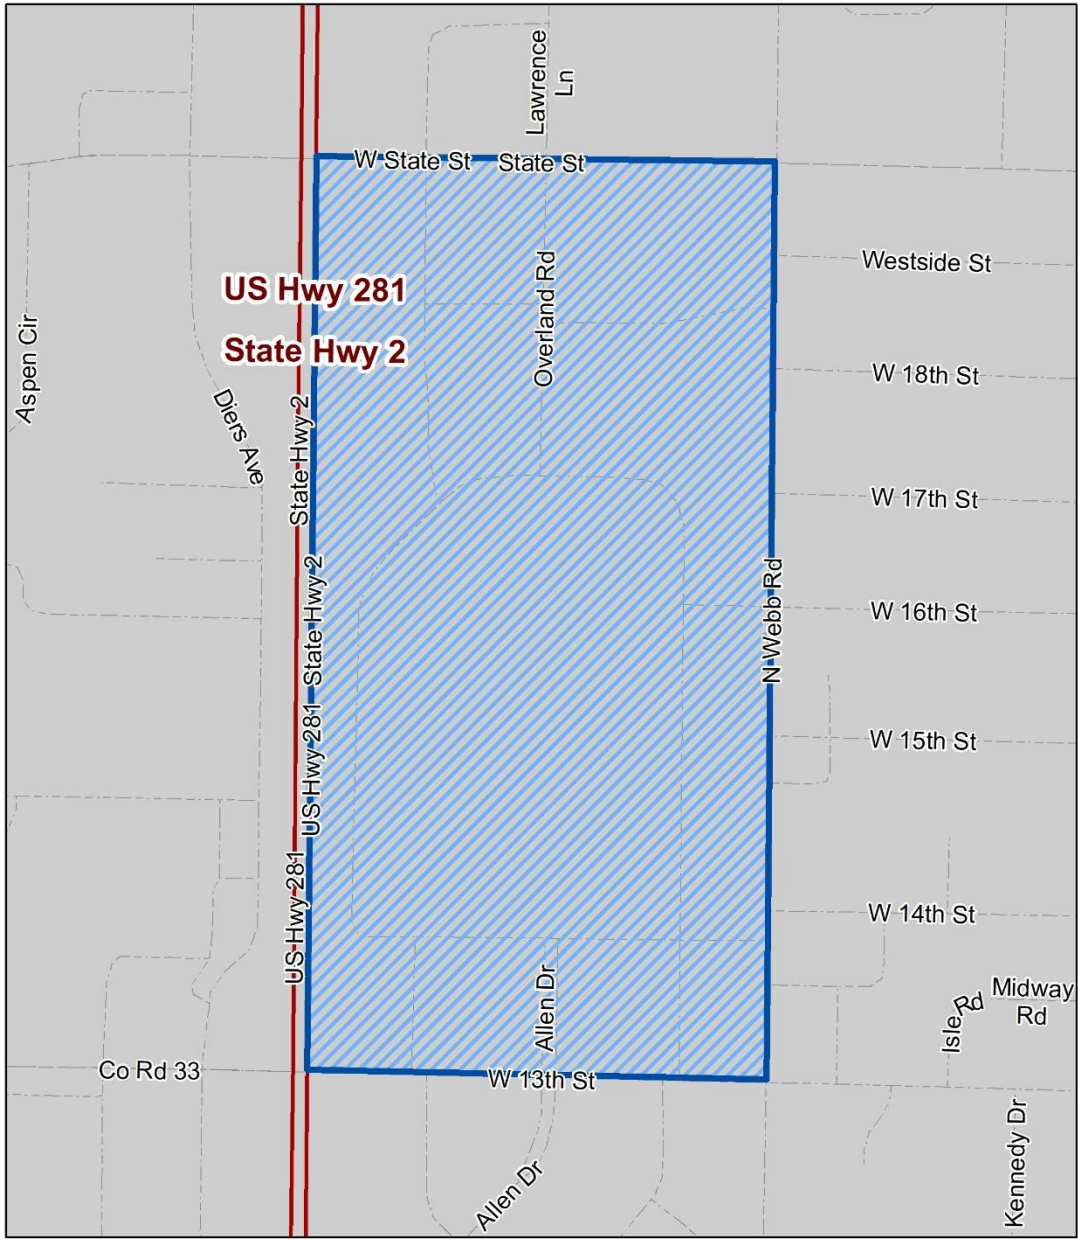 Lawrence
Ln
W State St
State St
Westside St
Overland Rd
US Hwy 281
State Hwy 2
Aspen Cir
W 18th St
Diers Ave
State Hwy 2
W 17th St
State Hwy 2
N Webb Rd
W 16th St
US Hwy 281
W 15th St
US Hwy 281
W 14th St
Allen Dr
Isle Rd
Midway
Rd
Co Rd 33
W 13th St
Allen Dr
Kennedy Dr